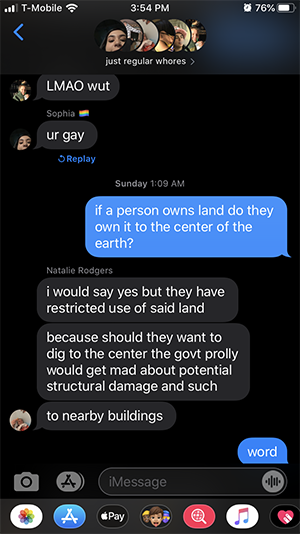 T-Mobile
3:54 PM
76%
just regular whores >
LMAO wut
Sophia 🏳️‍🌈
ur gay
Replay
Sunday 1:09 AM
if a person owns land do they
own it to the center of the
earth?
Natalie Rodgers
i would say yes but they have
restricted use of said land
because should they want to
dig to the center the govt prolly
would get mad about potential
structural damage and such
to nearby buildings
word
iMessage
Pay